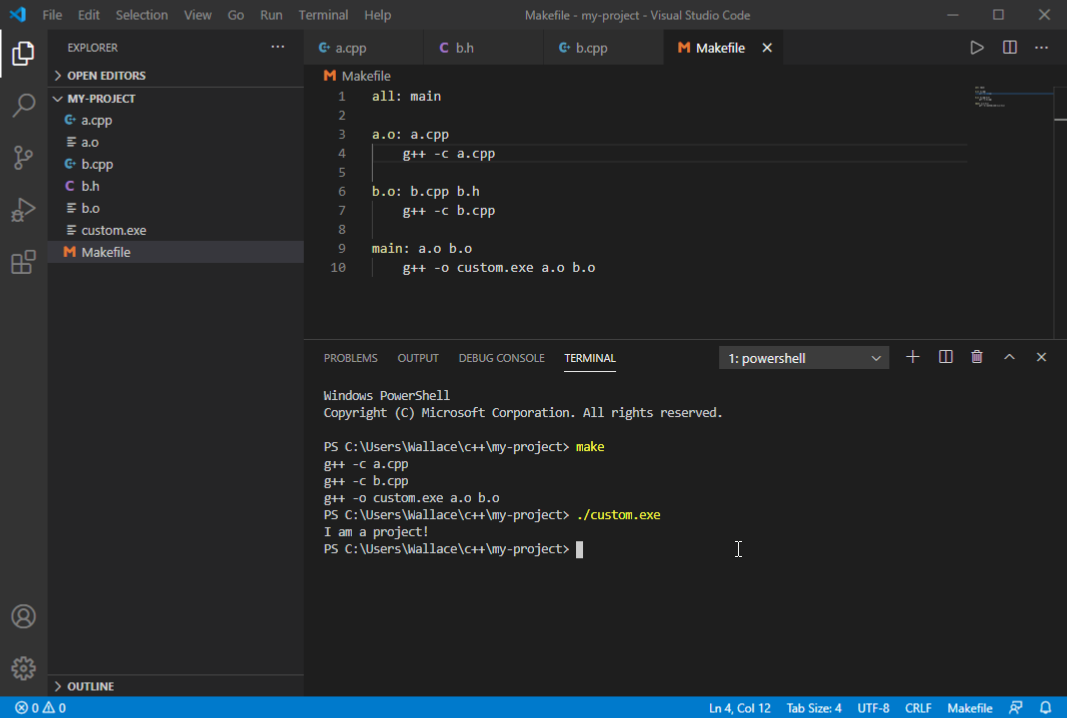 File Edit Selection View Go Run Terminal Help
Makefile - my-project - Visual Studio Code
EXPLORER
OPEN EDITORS
MY-PROJECT
a.cpp
a.o
b.cpp
b.h
b.o
custom.exe
M Makefile
OUTLINE
a.cpp C b.h b.cpp M Makefile
M Makefile
1 all: main
2
3 a.o: a.cpp
4 g++ -c a.cpp
5
6 b.o: b.cpp b.h
7 g++ -c b.cpp
8
9 main: a.o b.o
10 g++ -o custom.exe a.o b.o
PROBLEMS OUTPUT DEBUG CONSOLE TERMINAL 1: powershell
Windows PowerShell
Copyright (C) Microsoft Corporation. All rights reserved.
PS C:\Users\Wallace\c++\my-project> make
g++ -c a.cpp
g++ -c b.cpp
g++ -o custom.exe a.o b.o
PS C:\Users\Wallace\c++\my-project> ./custom.exe
I am a project!
PS C:\Users\Wallace\c++\my-project>
0 0 Ln 4, Col 12 Tab Size: 4 UTF-8 CRLF Makefile